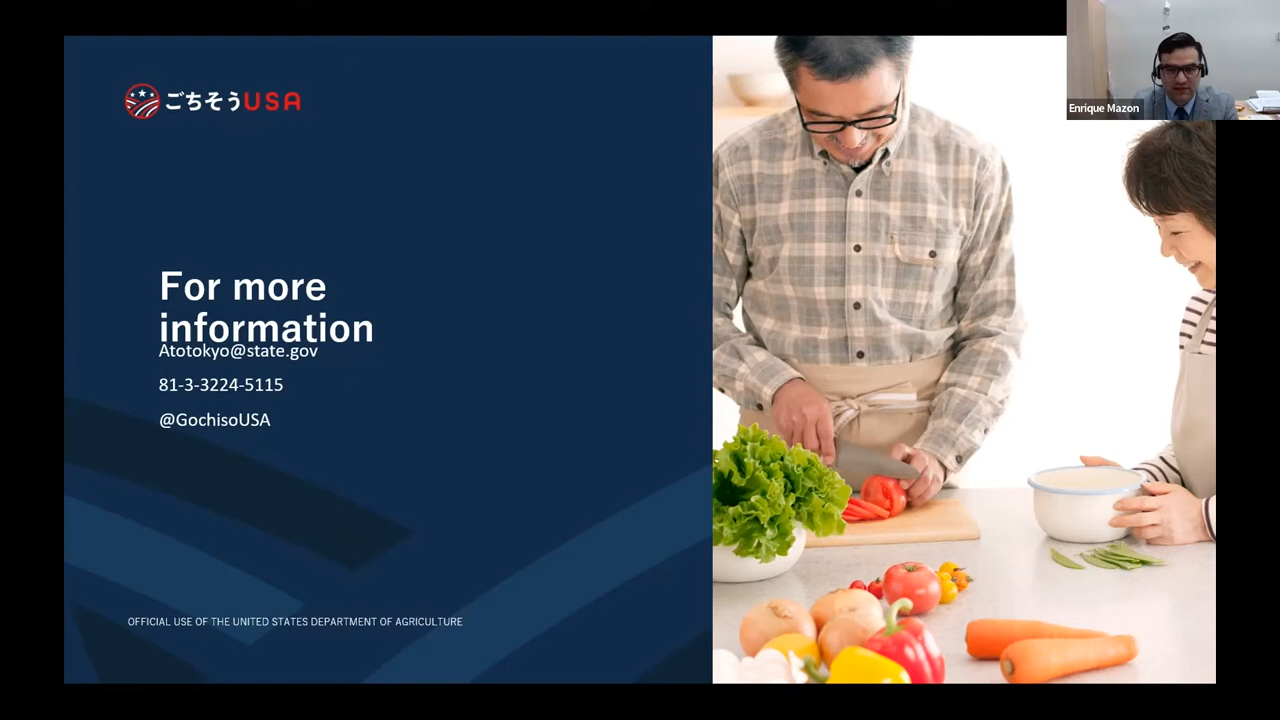 ごちそうUSA
Enrique Mazon
For more
information
Atotokyo@state.gov
81-3-3224-5115
@GochisoUSA
OFFICIAL USE OF THE UNITED STATES DEPARTMENT OF AGRICULTURE